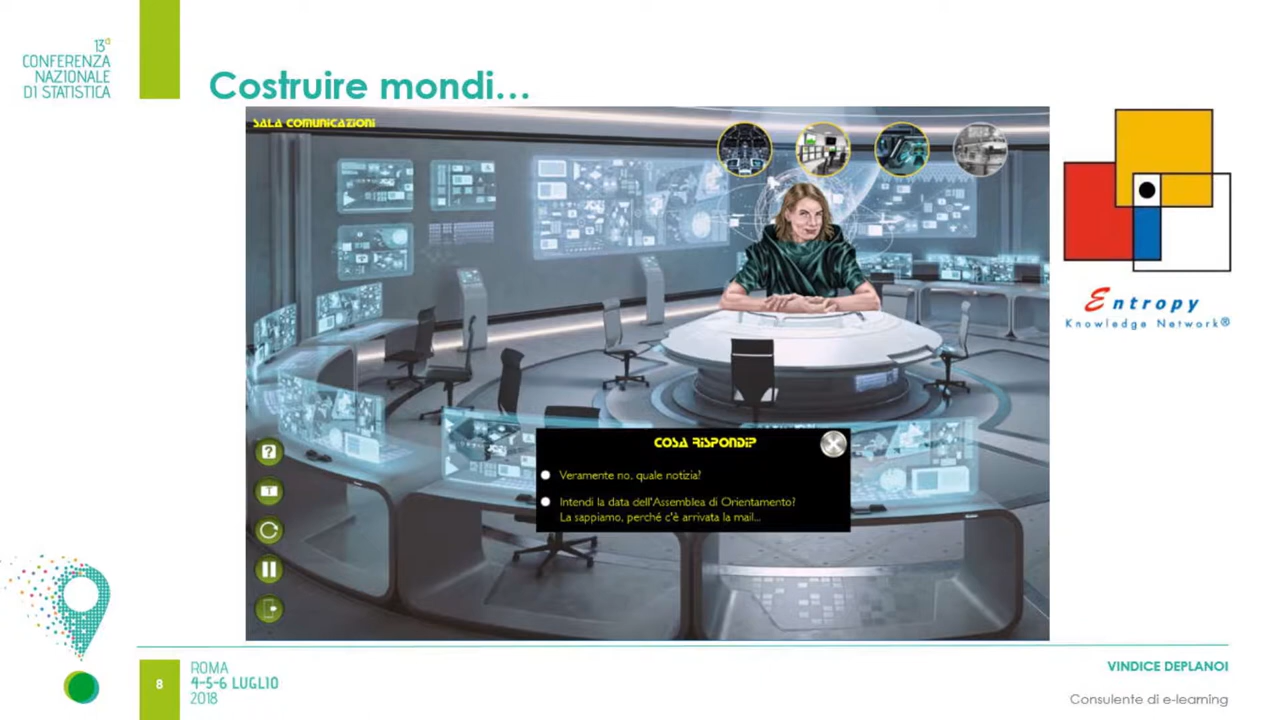 13ª
CONFERENZA
NAZIONALE
DI STATISTICA
Costruire mondi...
SALA COMUNICAZIONI
Entropy
Knowledge Network®
COSA RISPONDI?
Veramente no, quale notizia?
Intendi la data dell'Assemblea di Orientamento?
La sappiamo, perché c'è arrivata la mail...
8
ROMA
4-5-6 LUGLIO
2018
VINDICE DEPLANOI
Consulente di e-learning